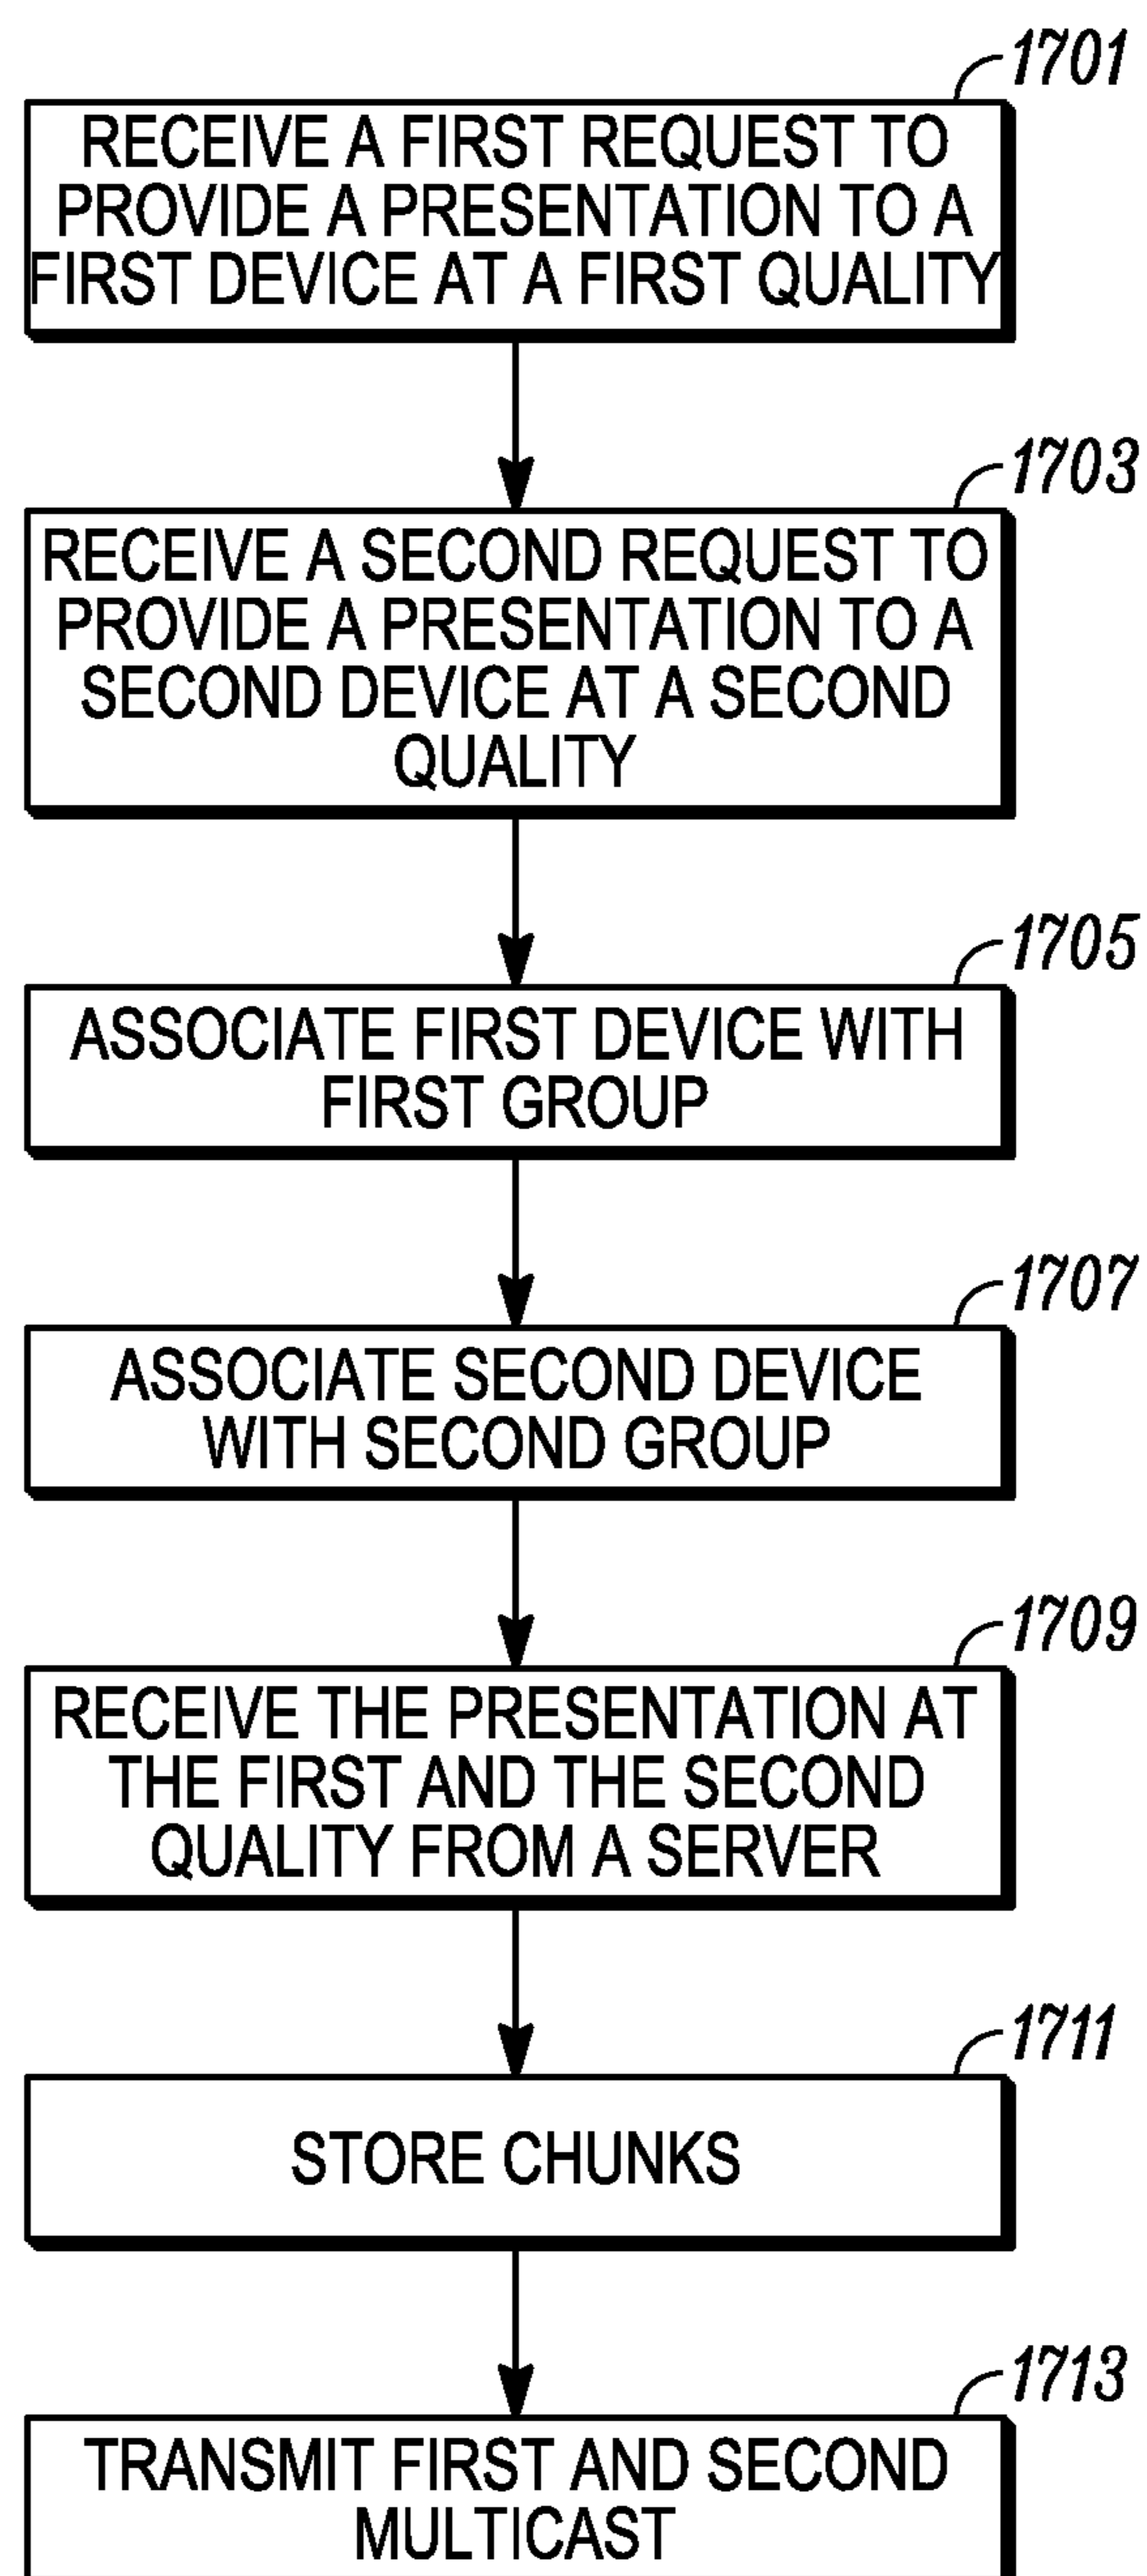 1701
RECEIVE A FIRST REQUEST TO
PROVIDE A PRESENTATION TO A
FIRST DEVICE AT A FIRST QUALITY
1703
RECEIVE A SECOND REQUEST TO
PROVIDE A PRESENTATION TO A
SECOND DEVICE AT A SECOND
QUALITY
1705
ASSOCIATE FIRST DEVICE WITH
FIRST GROUP
1707
ASSOCIATE SECOND DEVICE
WITH SECOND GROUP
1709
RECEIVE THE PRESENTATION AT
THE FIRST AND THE SECOND
QUALITY FROM A SERVER
1711
STORE CHUNKS
1713
TRANSMIT FIRST AND SECOND
MULTICAST